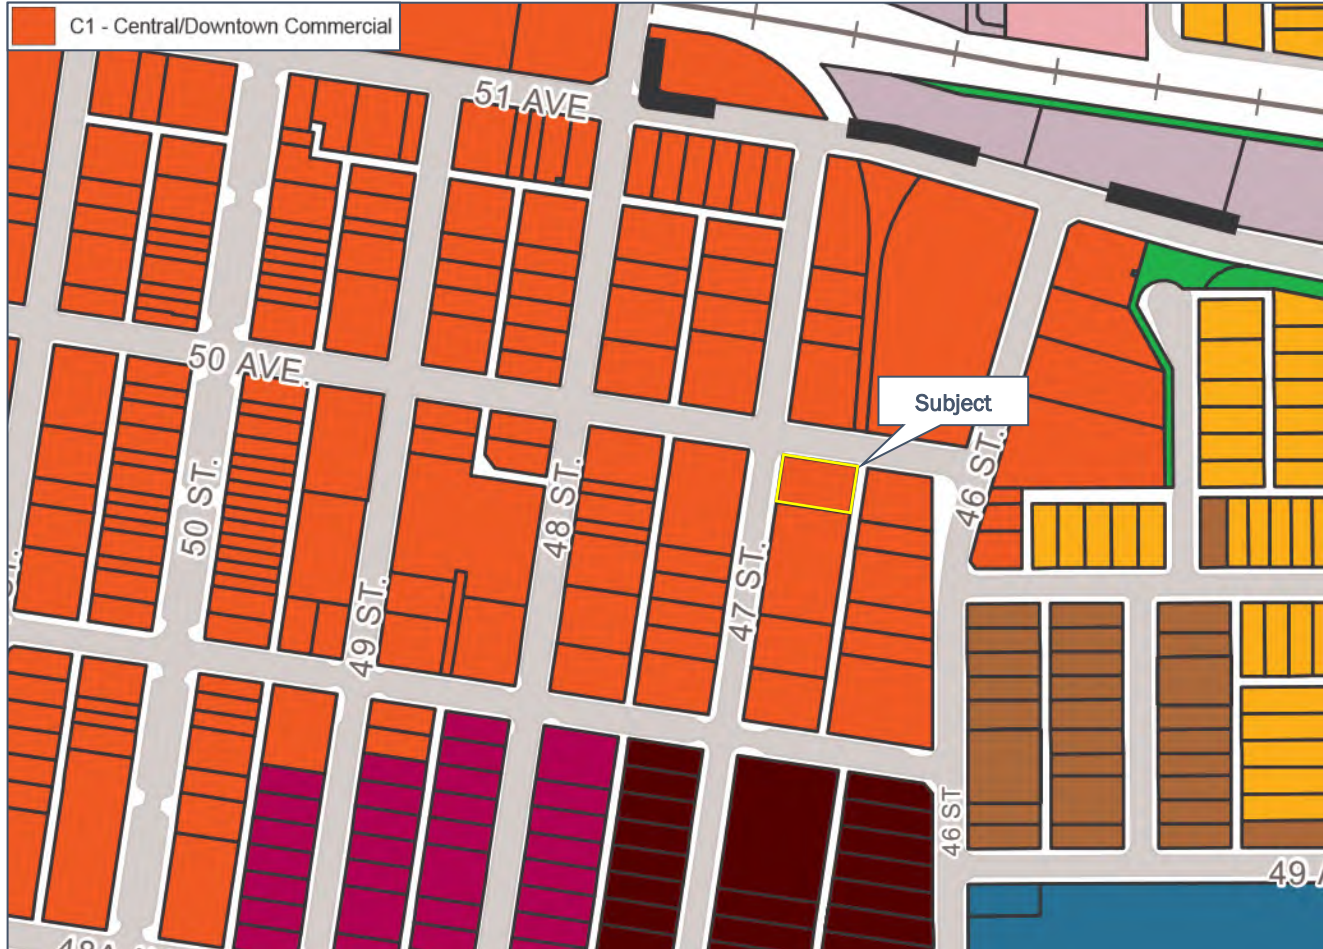 C1 - Central/Downtown Commercial
51 AVE
50 AVE.
Subject
46 ST.
50 ST.
48 ST.
47 ST.
49 ST.
46 ST
49 A
48A